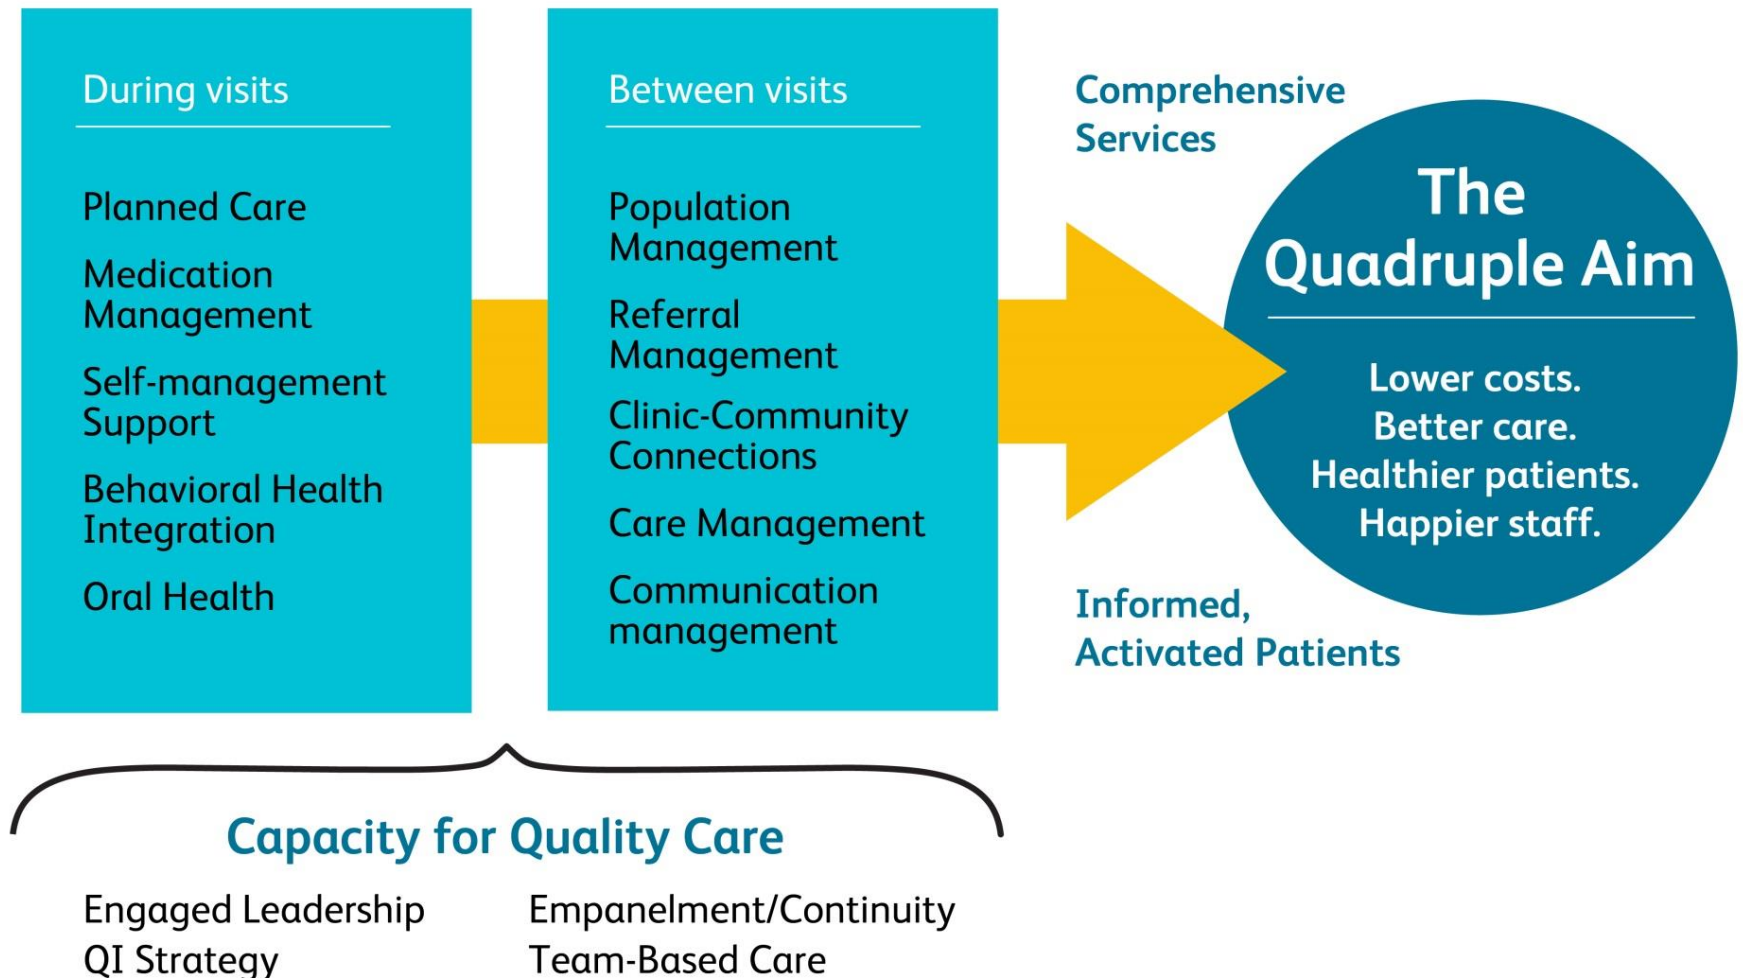 During visits
Planned Care
Medication
Management
Self-management
Support
Behavioral Health
Integration
Oral Health
Between visits
Population
Management
Referral
Management
Clinic-Community
Connections
Care Management
Communication
management
Comprehensive
Services
Informed,
Activated Patients
The
Quadruple Aim
Lower costs.
Better care.
Healthier patients.
Happier staff.
Capacity for Quality Care
Engaged Leadership
QI Strategy
Empanelment/Continuity
Team-Based Care